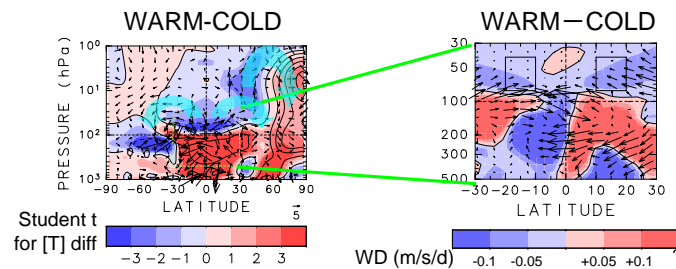 WARM-COLD
PRESSURE (hPa)
10⁰
10¹
10²
10³
-90 -60 -30 0 30 60 90
LATITUDE
5
Student t
for [T] diff
-3 -2 -1 0 1 2 3
WARM—COLD
30
50
100
200
300
500
-30 -20 -10 0 10 20 30
LATITUDE
WD (m/s/d)
-0.1 -0.05 +0.05 +0.1